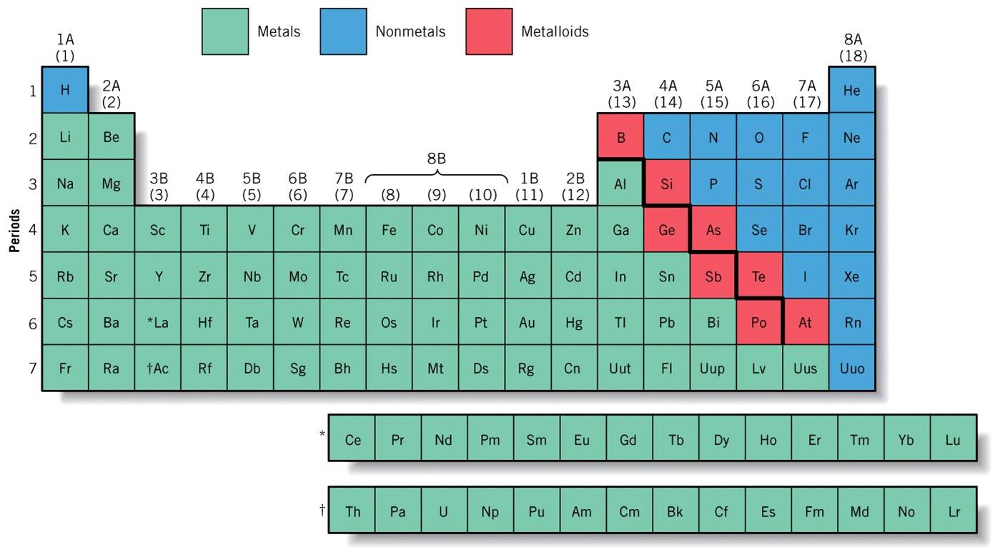 Metals Nonmetals Metalloids
1A 8A
(1) (18)
2A 3A 4A 5A 6A 7A
(2) (13) (14) (15) (16) (17)
1 H He
2 Li Be B C N O F Ne
8B
3B 4B 5B 6B 7B 1B 2B
(3) (4) (5) (6) (7) (8) (9) (10) (11) (12)
3 Na Mg Al Si P S Cl Ar
Periods
4 K Ca Sc Ti V Cr Mn Fe Co Ni Cu Zn Ga Ge As Se Br Kr
5 Rb Sr Y Zr Nb Mo Tc Ru Rh Pd Ag Cd In Sn Sb Te I Xe
6 Cs Ba *La Hf Ta W Re Os Ir Pt Au Hg Tl Pb Bi Po At Rn
7 Fr Ra †Ac Rf Db Sg Bh Hs Mt Ds Rg Cn Uut Fl Uup Lv Uus Uuo
* Ce Pr Nd Pm Sm Eu Gd Tb Dy Ho Er Tm Yb Lu
† Th Pa U Np Pu Am Cm Bk Cf Es Fm Md No Lr